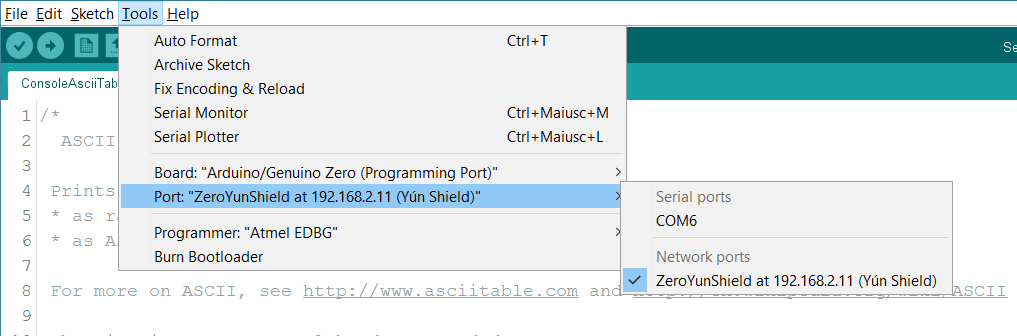 File Edit Sketch Tools Help
Auto Format Ctrl+T
Archive Sketch
Fix Encoding & Reload
Serial Monitor Ctrl+Maiusc+M
Serial Plotter Ctrl+Maiusc+L
Board: "Arduino/Genuino Zero (Programming Port)"
Port: "ZeroYunShield at 192.168.2.11 (Yún Shield)"
Programmer: "Atmel EDBG"
Burn Bootloader
Serial ports
COM6
Network ports
ZeroYunShield at 192.168.2.11 (Yún Shield)
Se
ConsoleAsciiTab
1 /*
2 ASCII
3
4 Prints
5 * as ra
6 * as A
7
8 For more on ASCII, see http://www.asciitable.com and
9